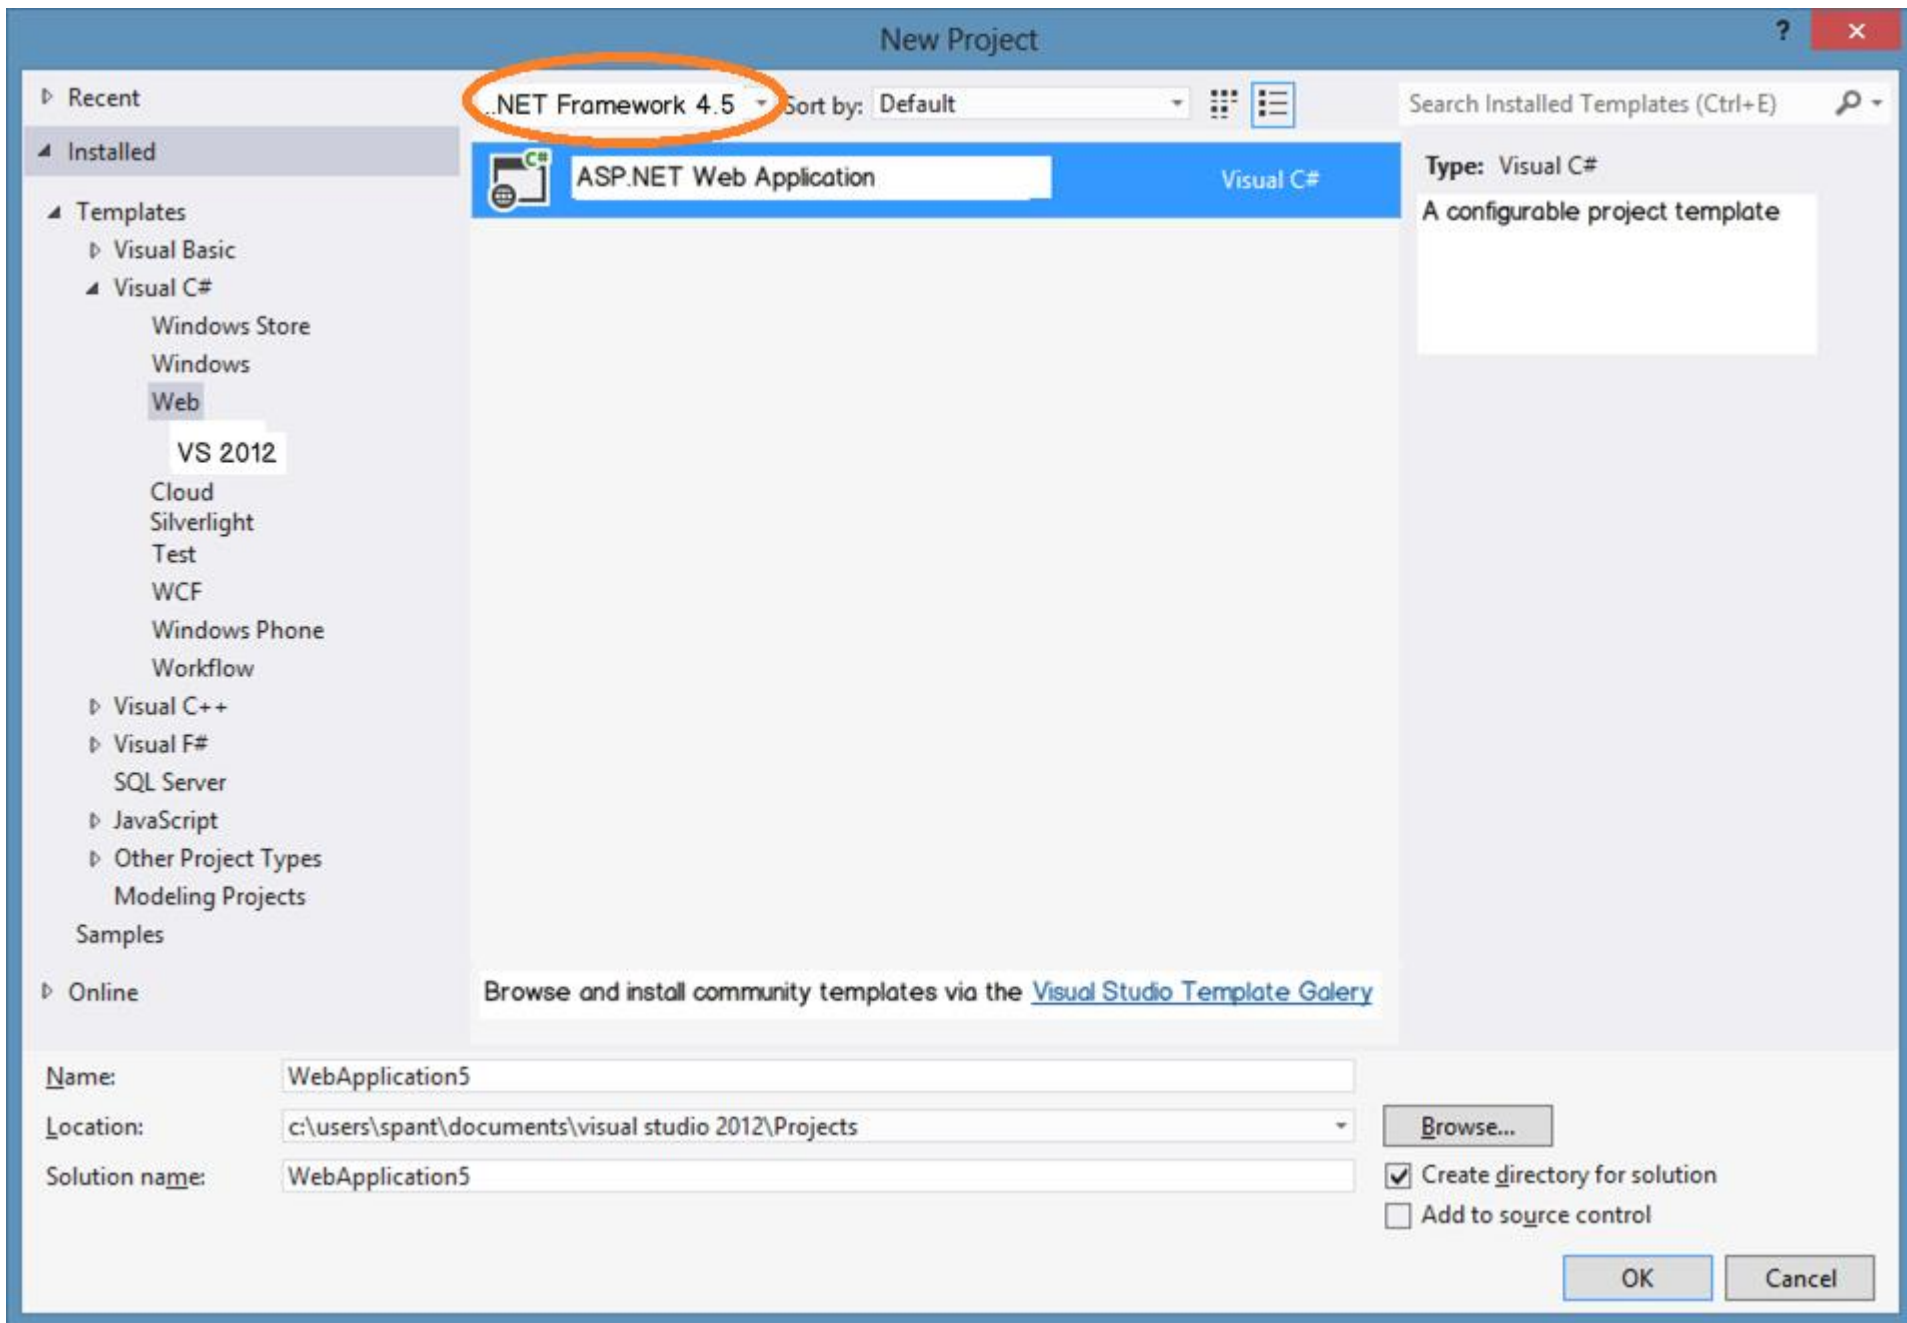 New Project
?
×
Recent
Installed
Templates
Visual Basic
Visual C#
Windows Store
Windows
Web
VS 2012
Cloud
Silverlight
Test
WCF
Windows Phone
Workflow
Visual C++
Visual F#
SQL Server
JavaScript
Other Project Types
Modeling Projects
Samples
Online
..NET Framework 4.5
Sort by: Default
Search Installed Templates (Ctrl+E)
C#
ASP.NET Web Application
Visual C#
Type: Visual C#
A configurable project template
Browse and install community templates via the Visual Studio Template Galery
Name: WebApplication5
Location: c:\users\spant\documents\visual studio 2012\Projects
Browse...
Solution name: WebApplication5
Create directory for solution
Add to source control
OK
Cancel